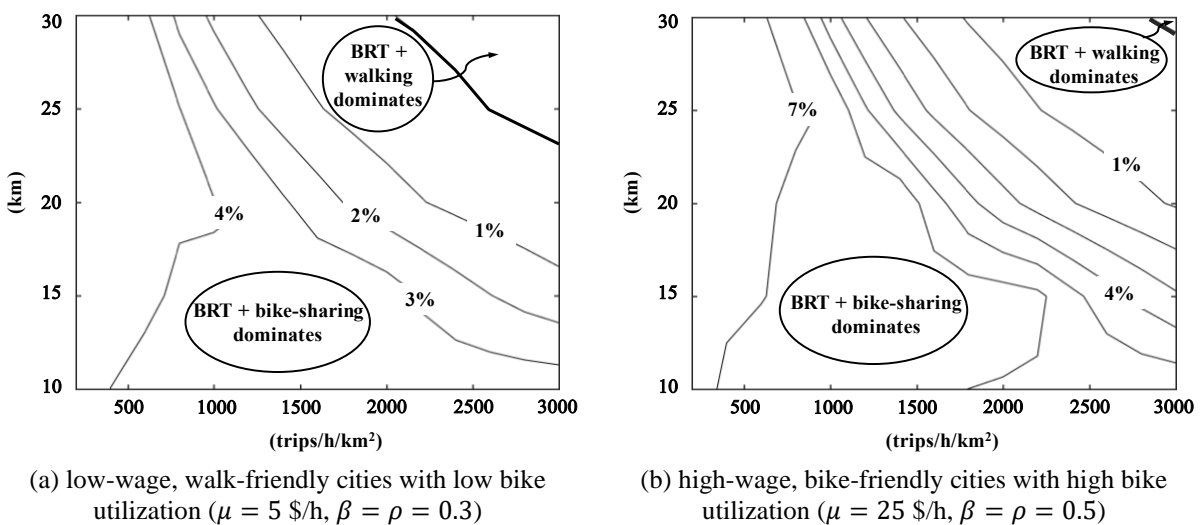 30
25
20
15
10
(km)
500
1000
1500
2000
2500
3000
(trips/h/km²)
BRT +
walking
dominates
4%
2%
1%
3%
BRT + bike-sharing
dominates
(a) low-wage, walk-friendly cities with low bike
utilization (μ = 5 $/h, β = ρ = 0.3)
30
25
20
15
10
(km)
500
1000
1500
2000
2500
3000
(trips/h/km²)
BRT + walking
dominates
7%
1%
4%
BRT + bike-sharing
dominates
(b) high-wage, bike-friendly cities with high bike
utilization (μ = 25 $/h, β = ρ = 0.5)